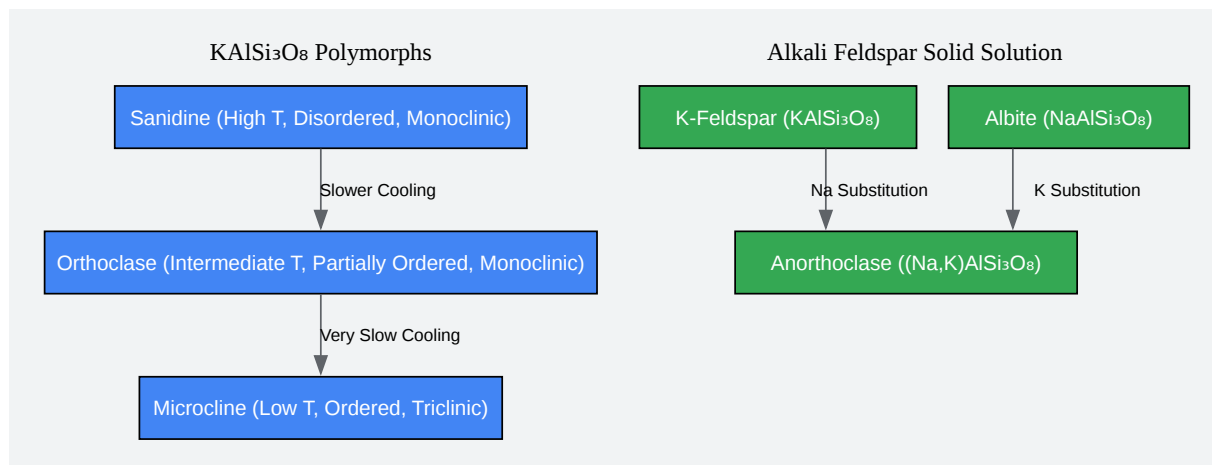 KAlSi₃O₈ Polymorphs
Sanidine (High T, Disordered, Monoclinic)
Slower Cooling
Orthoclase (Intermediate T, Partially Ordered, Monoclinic)
Very Slow Cooling
Microcline (Low T, Ordered, Triclinic)
Alkali Feldspar Solid Solution
K-Feldspar (KAlSi₃O₈)
Albite (NaAlSi₃O₈)
Na Substitution
K Substitution
Anorthoclase ((Na,K)AlSi₃O₈)